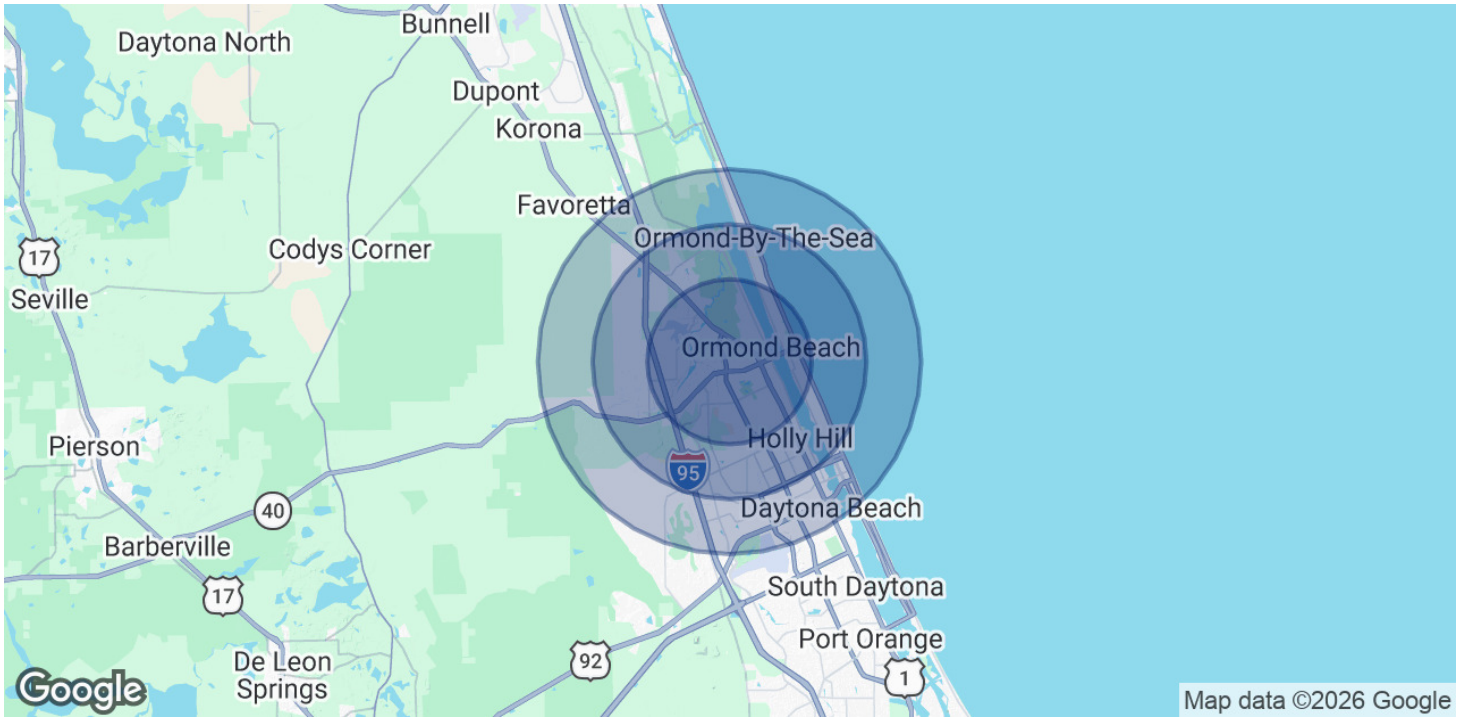 Bunnell
Daytona North
Dupont
Korona
Favoretta
Ormond-By-The-Sea
Codys Corner
17
Seville
Ormond Beach
Holly Hill
Pierson
95
40
Daytona Beach
Barberville
17
South Daytona
Port Orange
De Leon
Springs
92
1
Google
Map data ©2026 Google